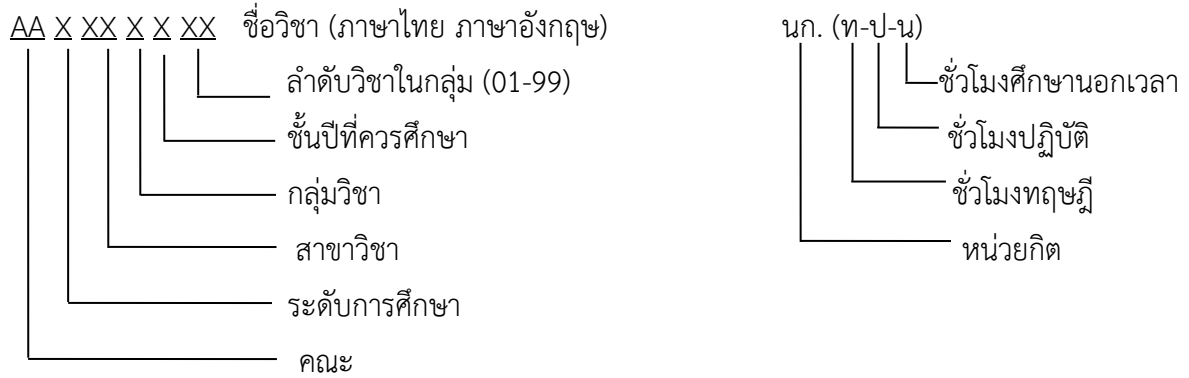 AA X XX X X XX ชื่อวิชา (ภาษาไทย ภาษาอังกฤษ) นก. (ท-ป-น)
ลำดับวิชาในกลุ่ม (01-99) ชั่วโมงศึกษานอกเวลา
ชั้นปีที่ควรศึกษา ชั่วโมงปฏิบัติ
กลุ่มวิชา ชั่วโมงทฤษฎี
สาขาวิชา หน่วยกิต
ระดับการศึกษา
คณะ